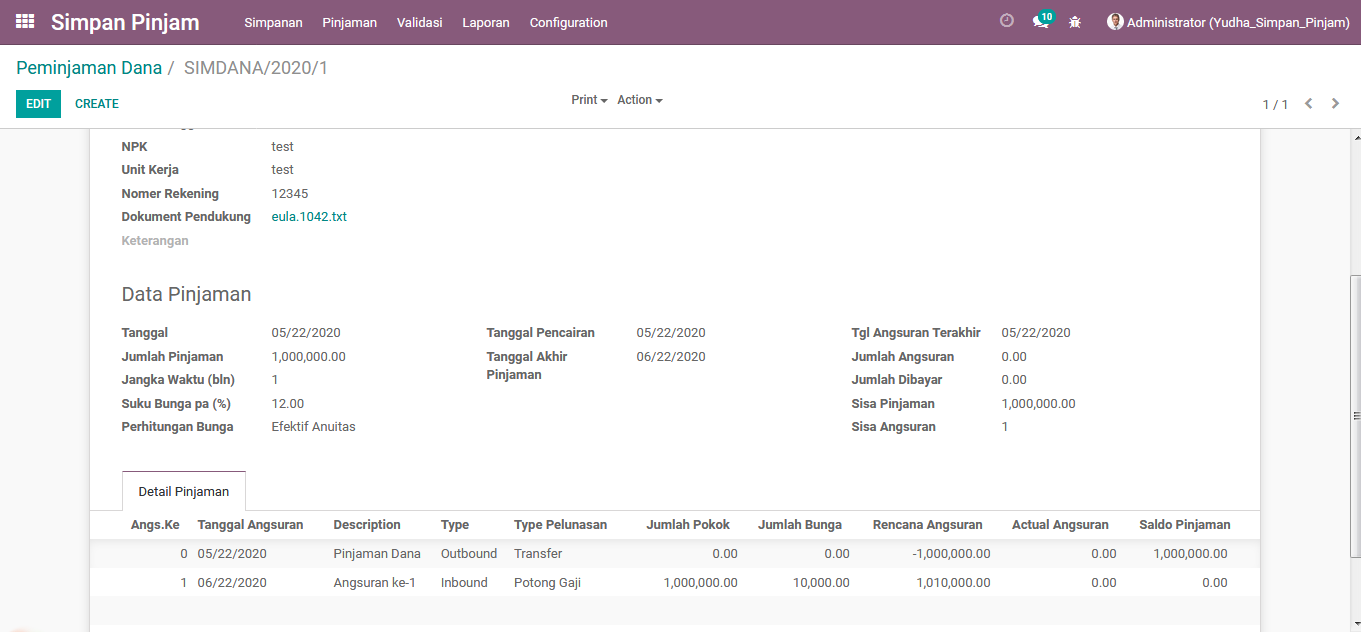 Simpan Pinjam Simpanan Pinjaman Validasi Laporan Configuration 10 Administrator (Yudha_Simpan_Pinjam)
Peminjaman Dana / SIMDANA/2020/1
EDIT CREATE Print Action 1 / 1
NPK test
Unit Kerja test
Nomer Rekening 12345
Dokument Pendukung eula.1042.txt
Keterangan
Data Pinjaman
Tanggal 05/22/2020 Tanggal Pencairan 05/22/2020 Tgl Angsuran Terakhir 05/22/2020
Jumlah Pinjaman 1,000,000.00 Tanggal Akhir Pinjaman 06/22/2020 Jumlah Angsuran 0.00
Jangka Waktu (bln) 1 Jumlah Dibayar 0.00
Suku Bunga pa (%) 12.00 Sisa Pinjaman 1,000,000.00
Perhitungan Bunga Efektif Anuitas Sisa Angsuran 1
Detail Pinjaman
Angs.Ke Tanggal Angsuran Description Type Type Pelunasan Jumlah Pokok Jumlah Bunga Rencana Angsuran Actual Angsuran Saldo Pinjaman
0 05/22/2020 Pinjaman Dana Outbound Transfer 0.00 0.00 -1,000,000.00 0.00 1,000,000.00
1 06/22/2020 Angsuran ke-1 Inbound Potong Gaji 1,000,000.00 10,000.00 1,010,000.00 0.00 0.00